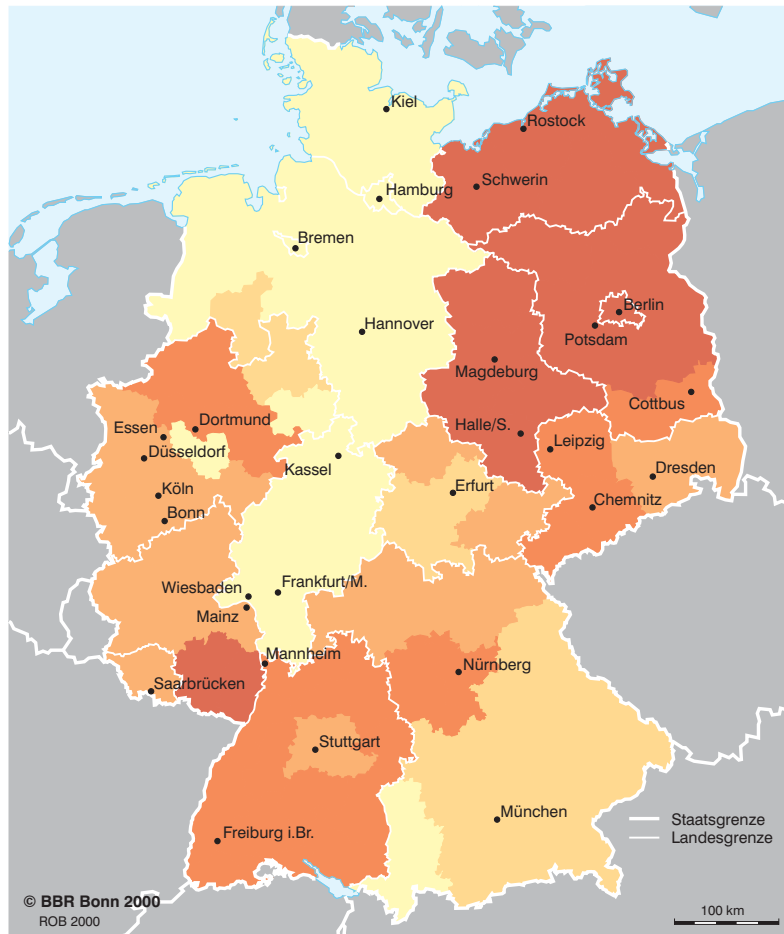 Kiel
Rostock
Schwerin
Hamburg
Bremen
Berlin
Hannover
Potsdam
Magdeburg
Cottbus
Dortmund
Essen
Halle/S.
Leipzig
Düsseldorf
Kassel
Dresden
Köln
Erfurt
Chemnitz
Bonn
Wiesbaden
Frankfurt/M.
Mainz
Mannheim
Nürnberg
Saarbrücken
Stuttgart
München
Staatsgrenze
Freiburg i.Br.
Landesgrenze
© BBR Bonn 2000
ROB 2000
100 km